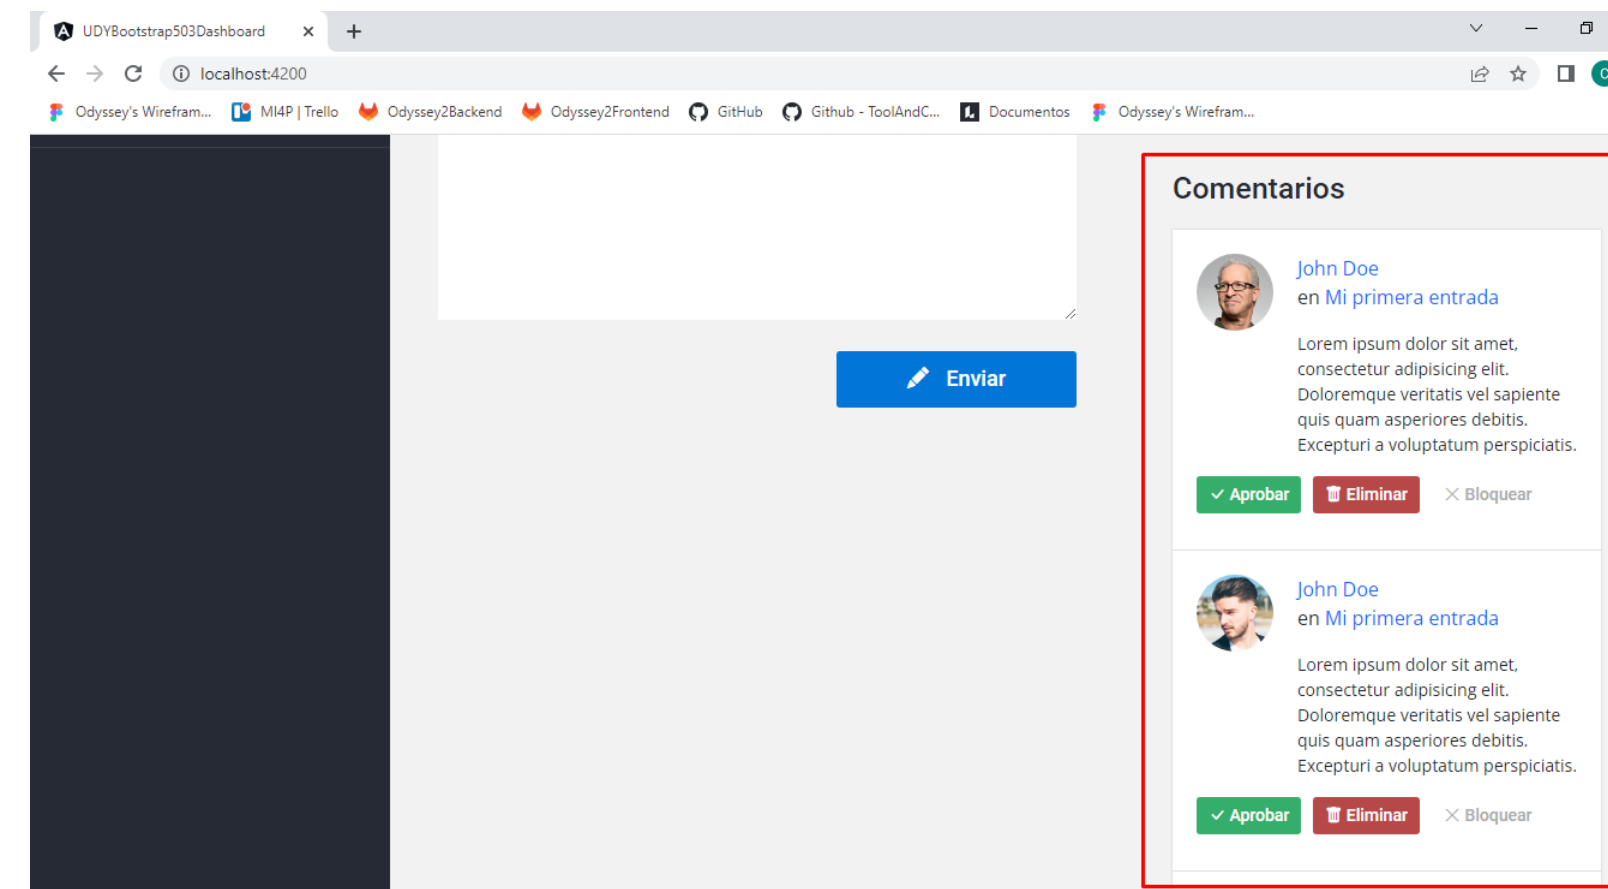 UDYBootstrap503Dashboard
localhost:4200
Odyssey's Wirefram...
MI4P | Trello
Odyssey2Backend
Odyssey2Frontend
GitHub
Github - ToolAndC...
Documentos
Odyssey's Wirefram...
Comentarios
John Doe
en Mi primera entrada
Lorem ipsum dolor sit amet,
consectetur adipisicing elit.
Doloremque veritatis vel sapiente
quis quam asperiores debitis.
Excepturi a voluptatum perspiciatis.
Aprobar
Eliminar
Bloquear
Enviar
John Doe
en Mi primera entrada
Lorem ipsum dolor sit amet,
consectetur adipisicing elit.
Doloremque veritatis vel sapiente
quis quam asperiores debitis.
Excepturi a voluptatum perspiciatis.
Aprobar
Eliminar
Bloquear